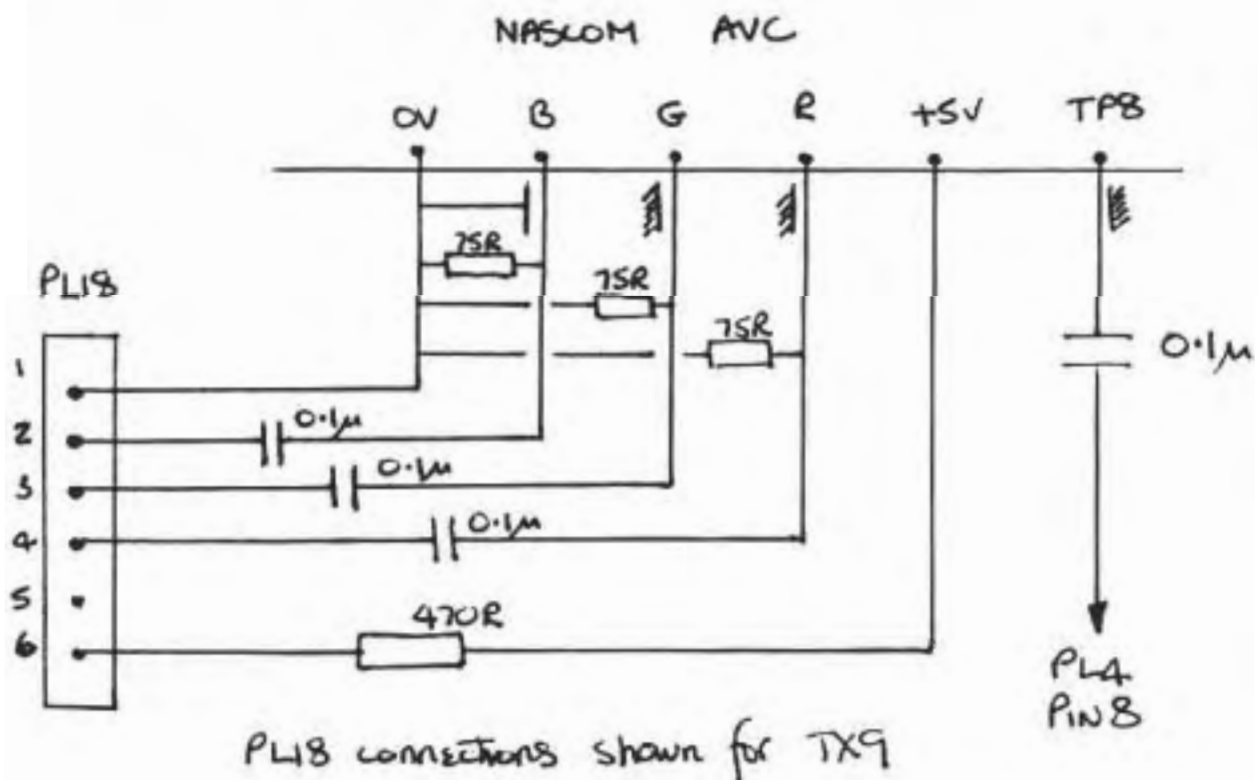 NASCOM AVC
0V B G R +5V TP8
75R
PL18
75R
75R
0.1µ
1
2 0.1µ
3 0.1µ
4 0.1µ
5
6 470R
PL4
PIN 8
PL18 connections shown for TX9